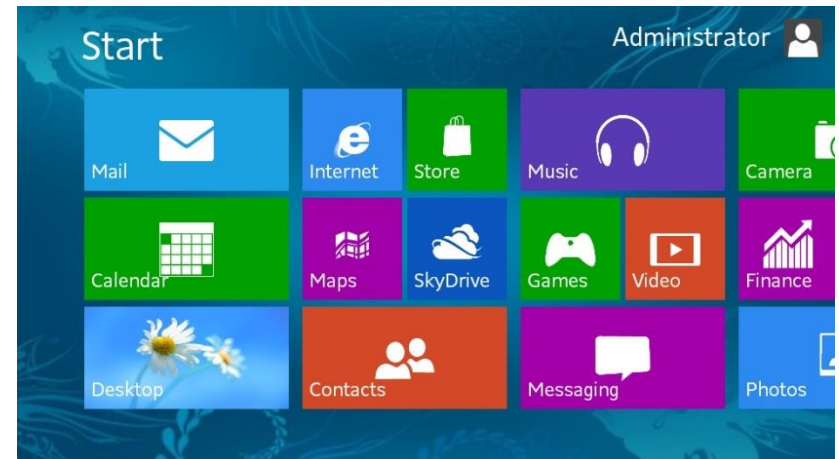 Start
Administrator
Mail
Internet
Store
Music
Camera
Calendar
Maps
SkyDrive
Games
Video
Finance
Desktop
Contacts
Messaging
Photos